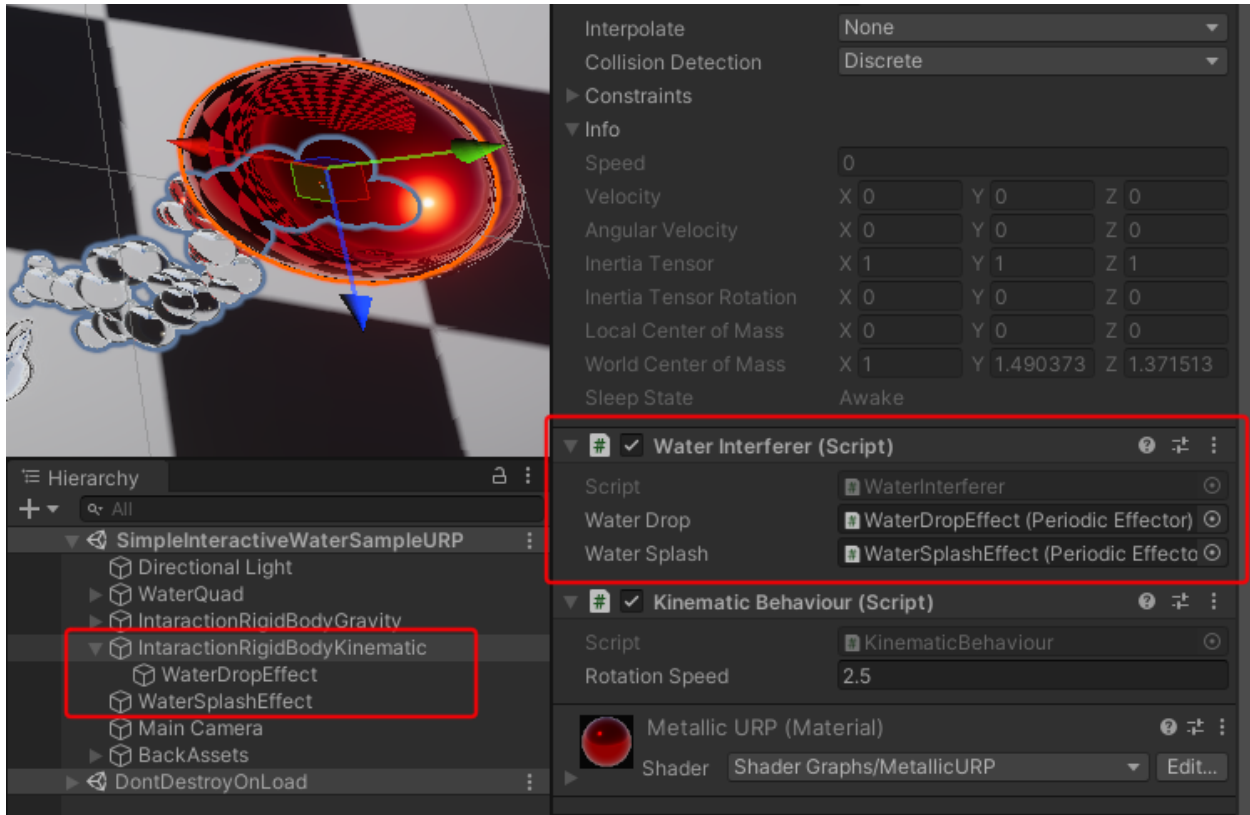 Interpolate None
Collision Detection Discrete
Constraints
Info
Speed 0
Velocity X 0 Y 0 Z 0
Angular Velocity X 0 Y 0 Z 0
Inertia Tensor X 1 Y 1 Z 1
Inertia Tensor Rotation X 0 Y 0 Z 0
Local Center of Mass X 0 Y 0 Z 0
World Center of Mass X 1 Y 1.490373 Z 1.371513
Sleep State Awake
# Water Interferer (Script)
Script # WaterInterferer
Water Drop # WaterDropEffect (Periodic Effector)
Water Splash # WaterSplashEffect (Periodic Effecto
# Kinematic Behaviour (Script)
Script # KinematicBehaviour
Rotation Speed 2.5
Metallic URP (Material)
Shader Shader Graphs/MetallicURP Edit...
Hierarchy
All
SimpleInteractiveWaterSampleURP
Directional Light
WaterQuad
IntaractionRigidBodyGravity
IntaractionRigidBodyKinematic
WaterDropEffect
WaterSplashEffect
Main Camera
BackAssets
DontDestroyOnLoad